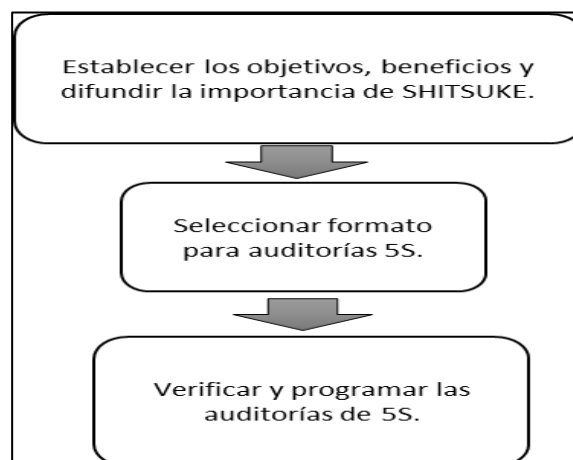 Establecer los objetivos, beneficios y
difundir la importancia de SHITSUKE.
Seleccionar formato
para auditorías 5S.
Verificar y programar las
auditorías de 5S.